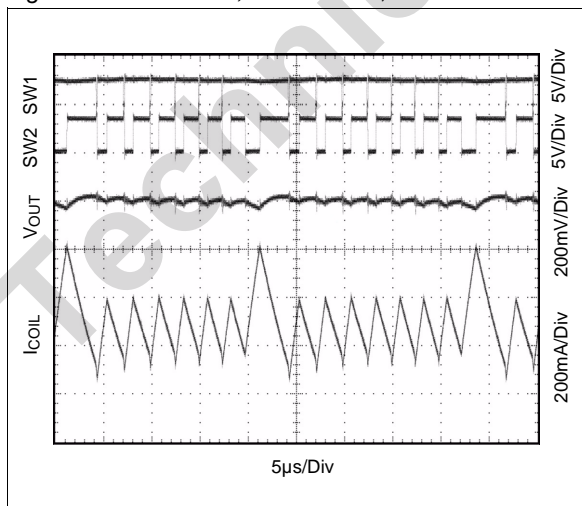 SW1
5V/Div
SW2
5V/Div
VOUT
200mV/Div
ICOIL
200mA/Div
5µs/Div